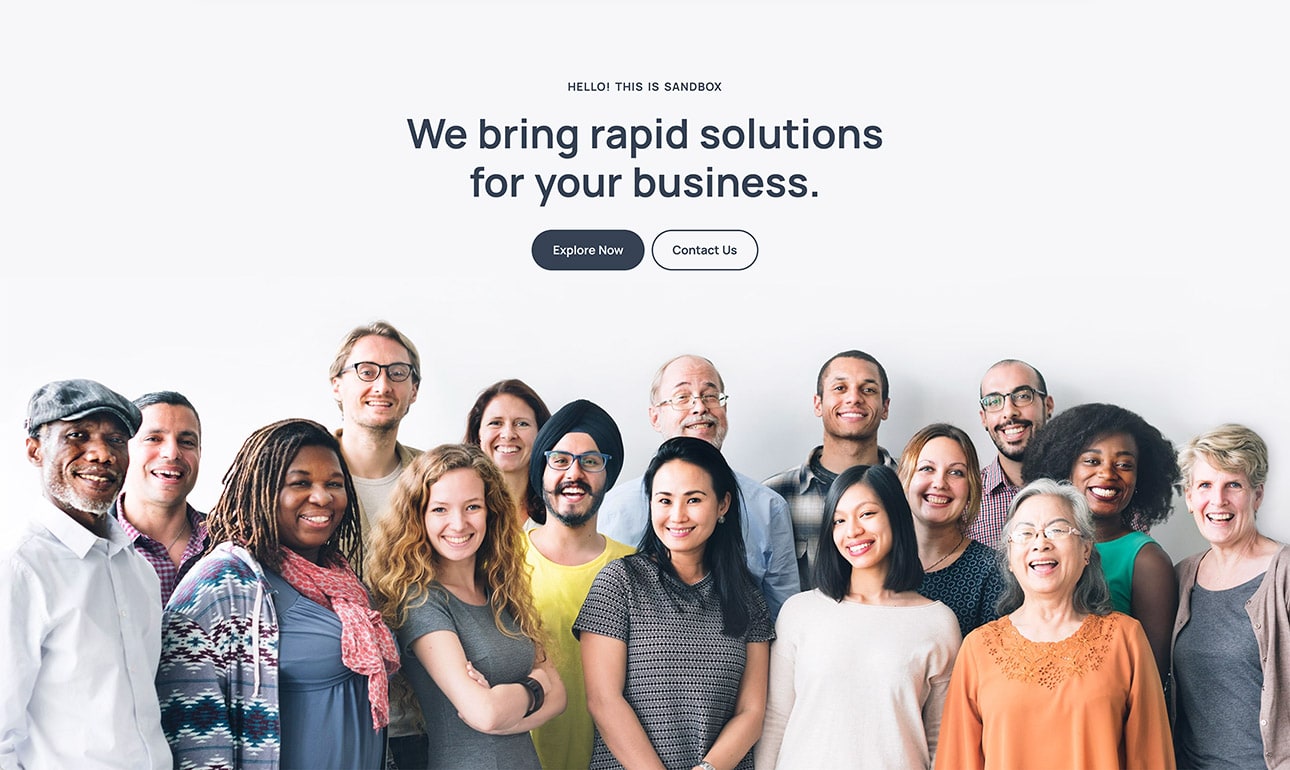 HELLO! THIS IS SANDBOX
We bring rapid solutions
for your business.
Explore Now
Contact Us